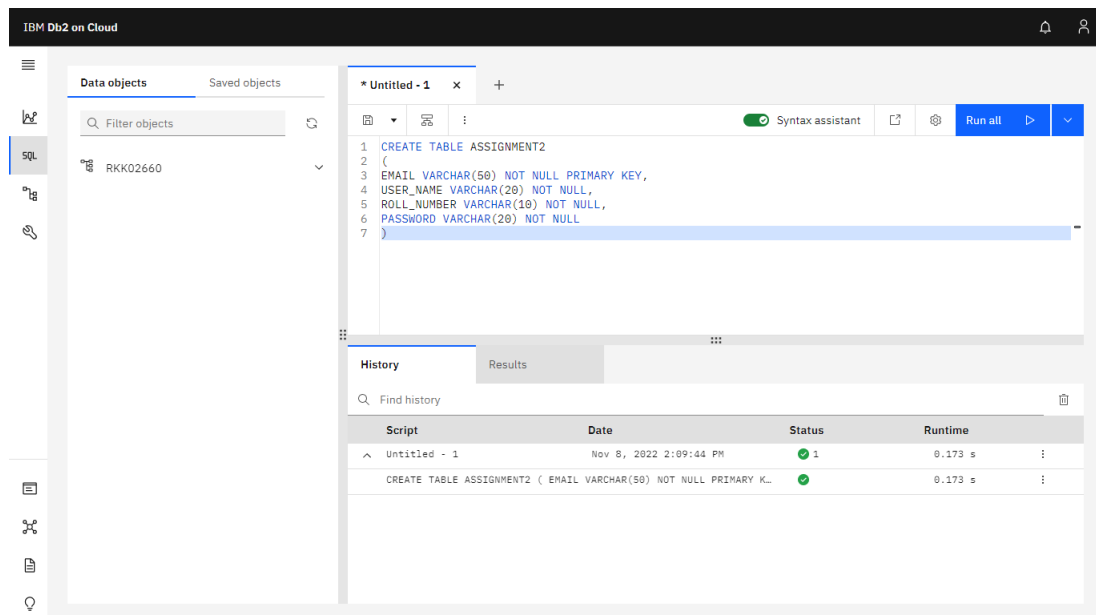 IBM Db2 on Cloud
Data objects
Saved objects
Filter objects
RKK02660
SQL
* Untitled - 1
Syntax assistant
Run all
1 CREATE TABLE ASSIGNMENT2
2 (
3 EMAIL VARCHAR(50) NOT NULL PRIMARY KEY,
4 USER_NAME VARCHAR(20) NOT NULL,
5 ROLL_NUMBER VARCHAR(10) NOT NULL,
6 PASSWORD VARCHAR(20) NOT NULL
7 )
History
Results
Find history
Script Date Status Runtime
Untitled - 1 Nov 8, 2022 2:09:44 PM 1 0.173 s
CREATE TABLE ASSIGNMENT2 ( EMAIL VARCHAR(50) NOT NULL PRIMARY K… 0.173 s